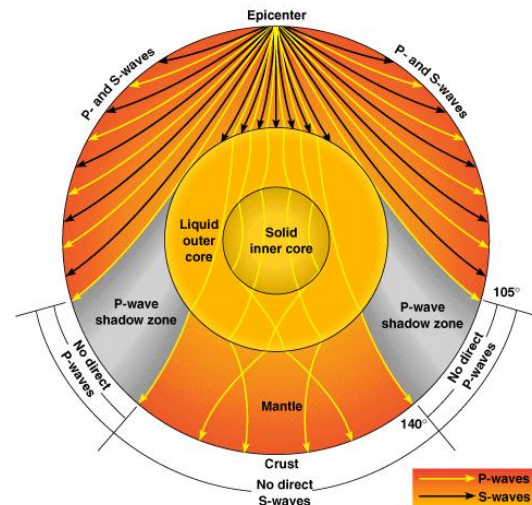 Epicenter
P- and S-waves
P- and S-waves
Liquid
outer
core
Solid
inner core
P-wave
shadow zone
P-wave
shadow zone
105°
No direct
P-waves
No direct
P-waves
Mantle
140°
Crust
No direct
S-waves
P-waves
S-waves